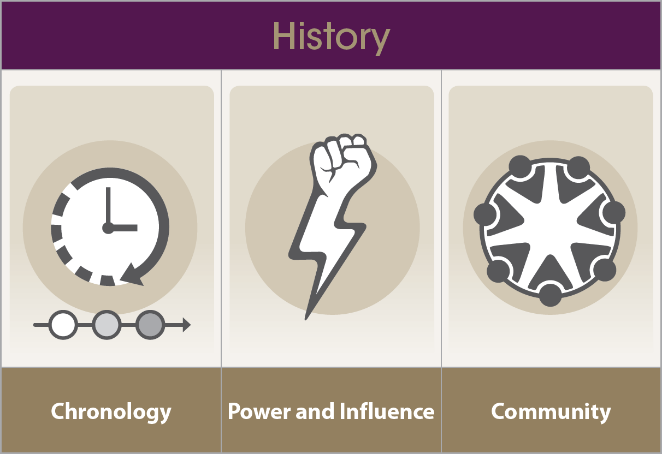 History
Chronology
Power and Influence
Community